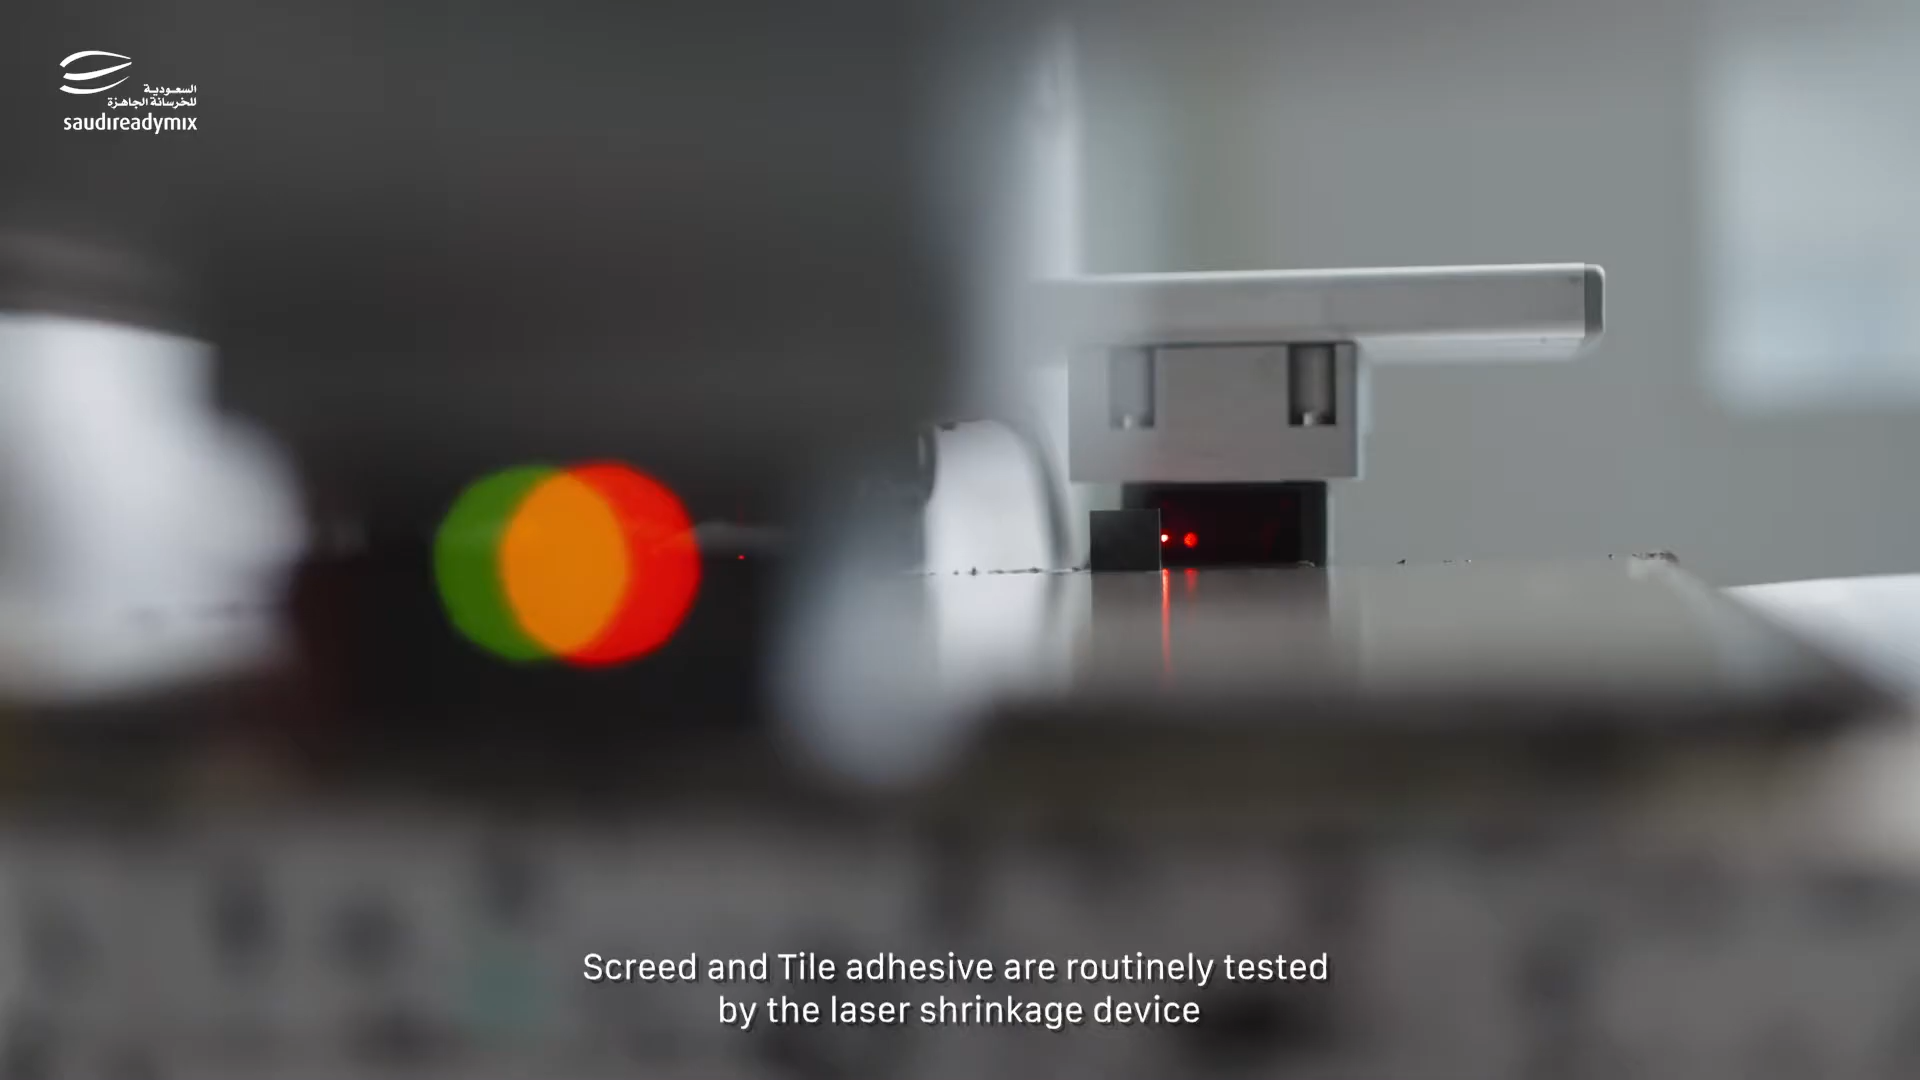 السعودية
للخرسانة الجاهزة
saudireadymix
Screed and Tile adhesive are routinely tested
by the laser shrinkage device